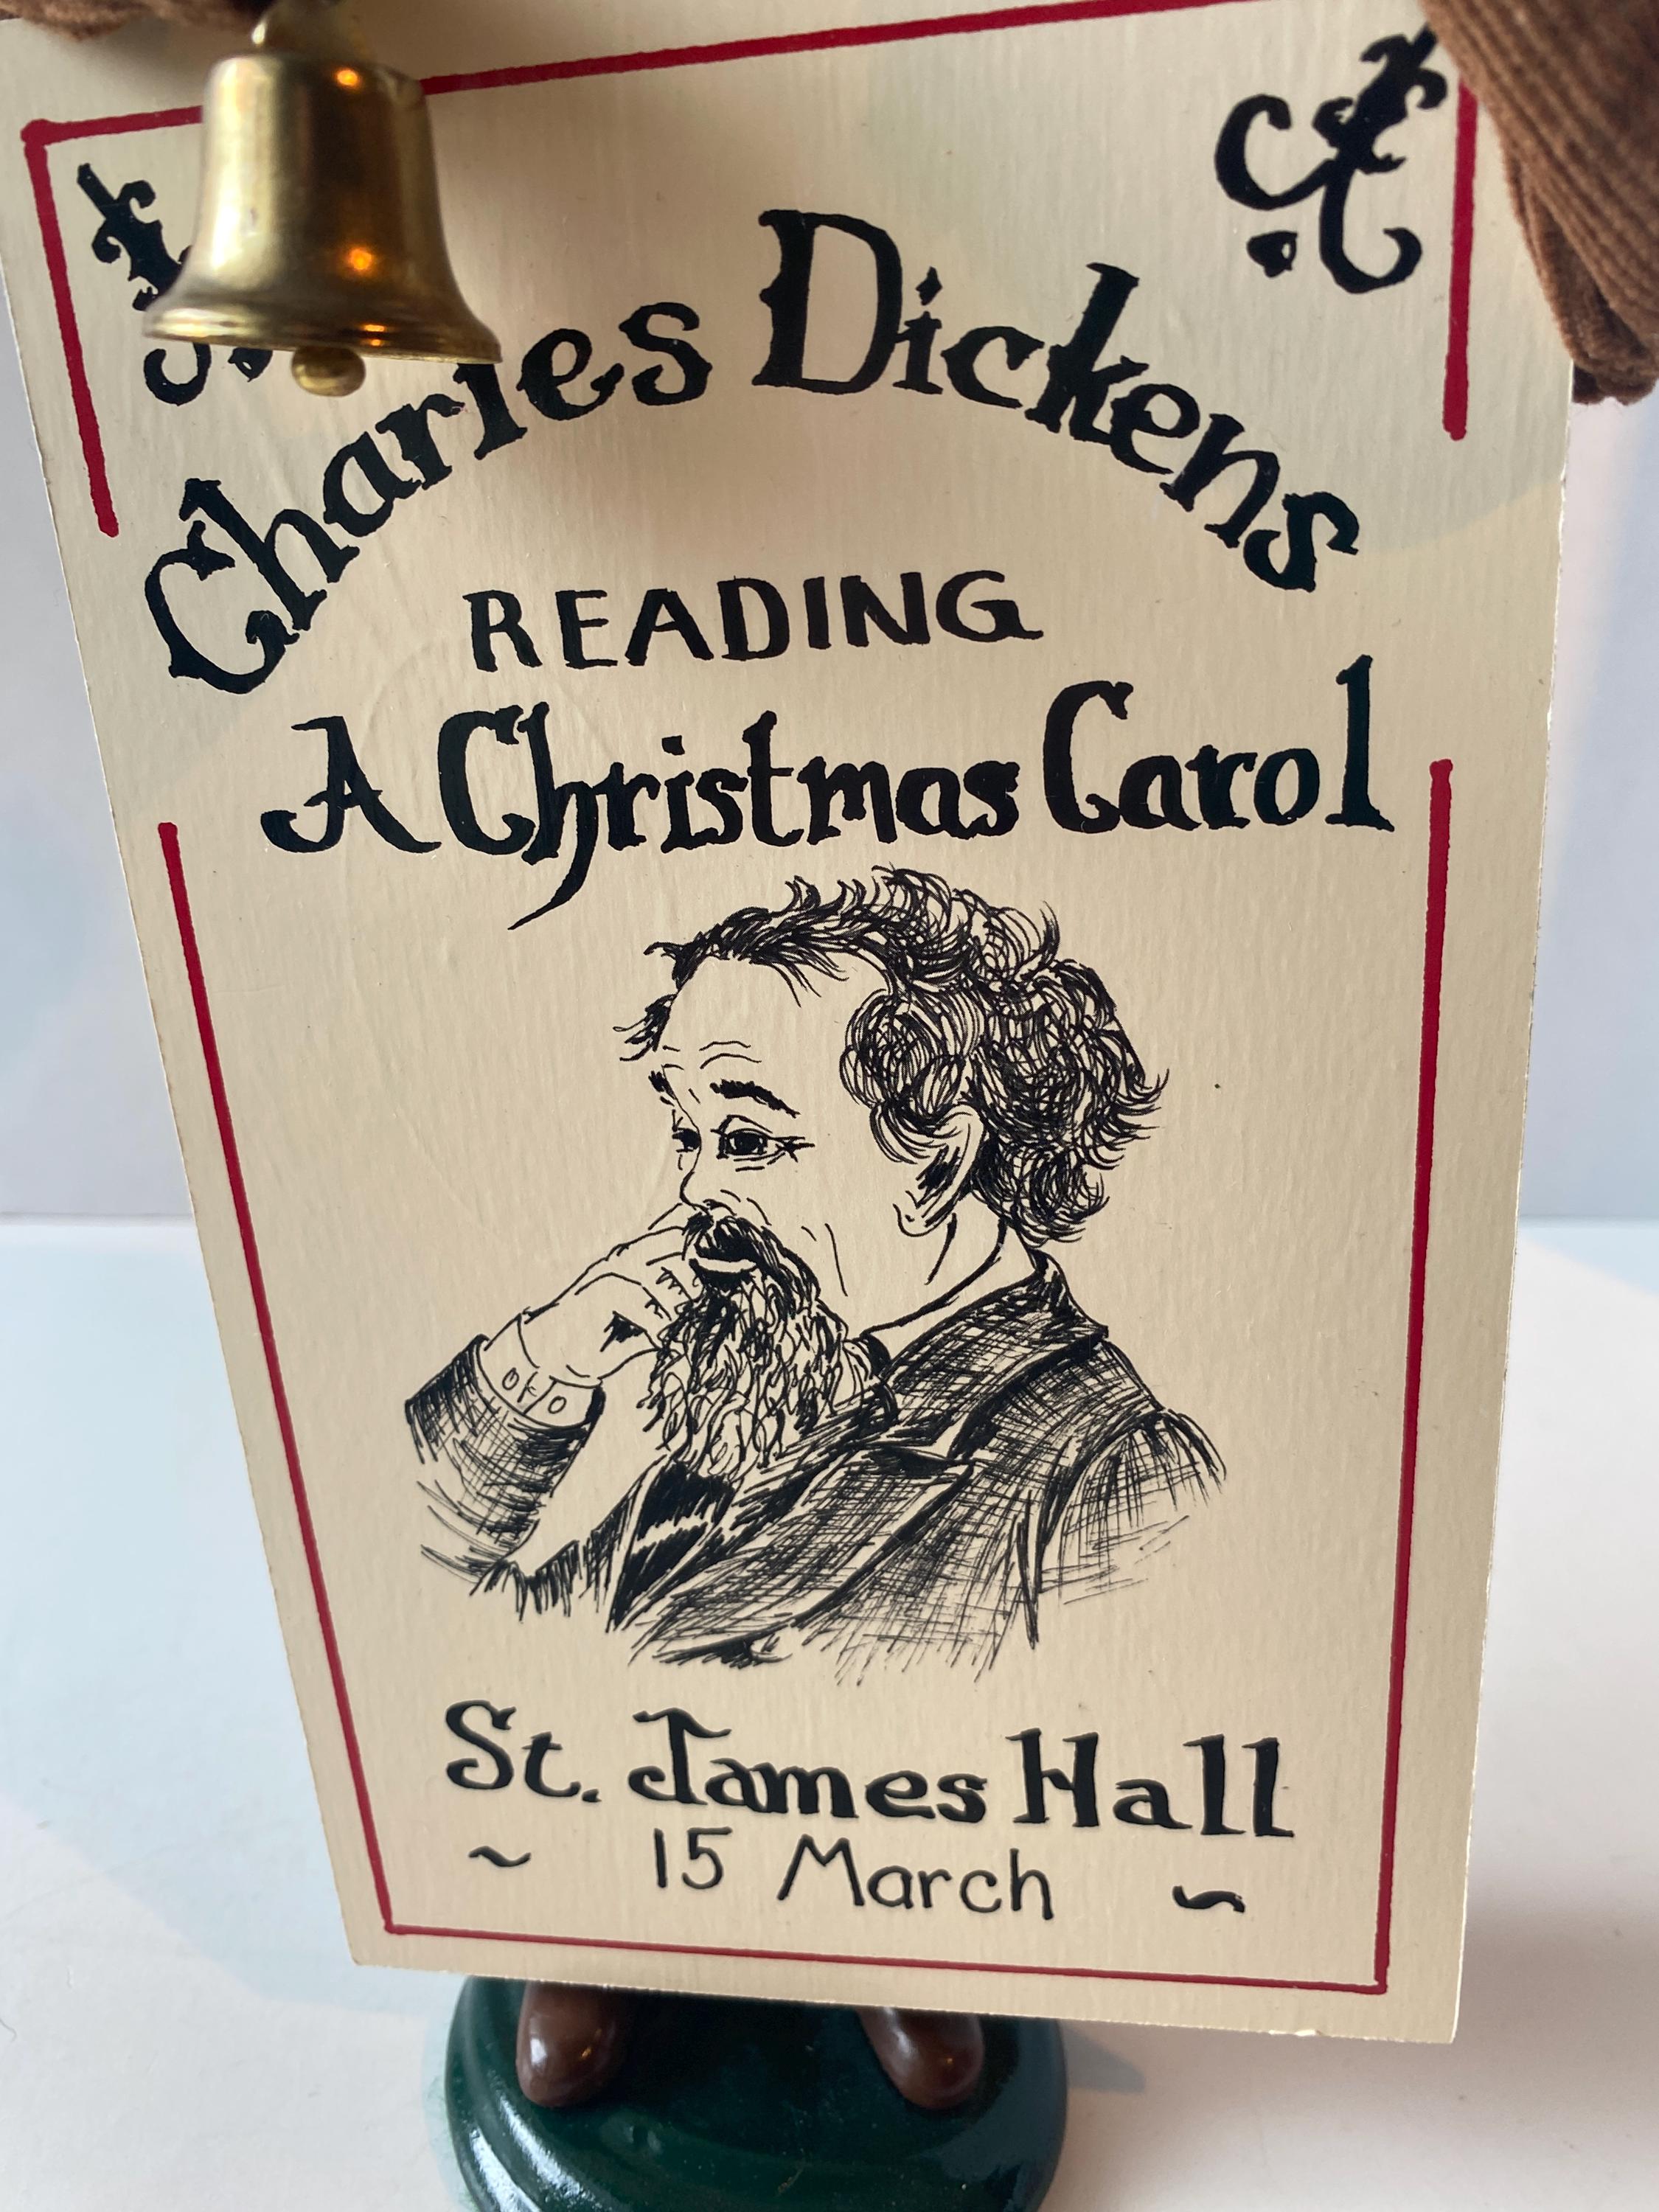 Charles Dickens
READING
A Christmas Carol
St. James Hall
~ 15 March ~